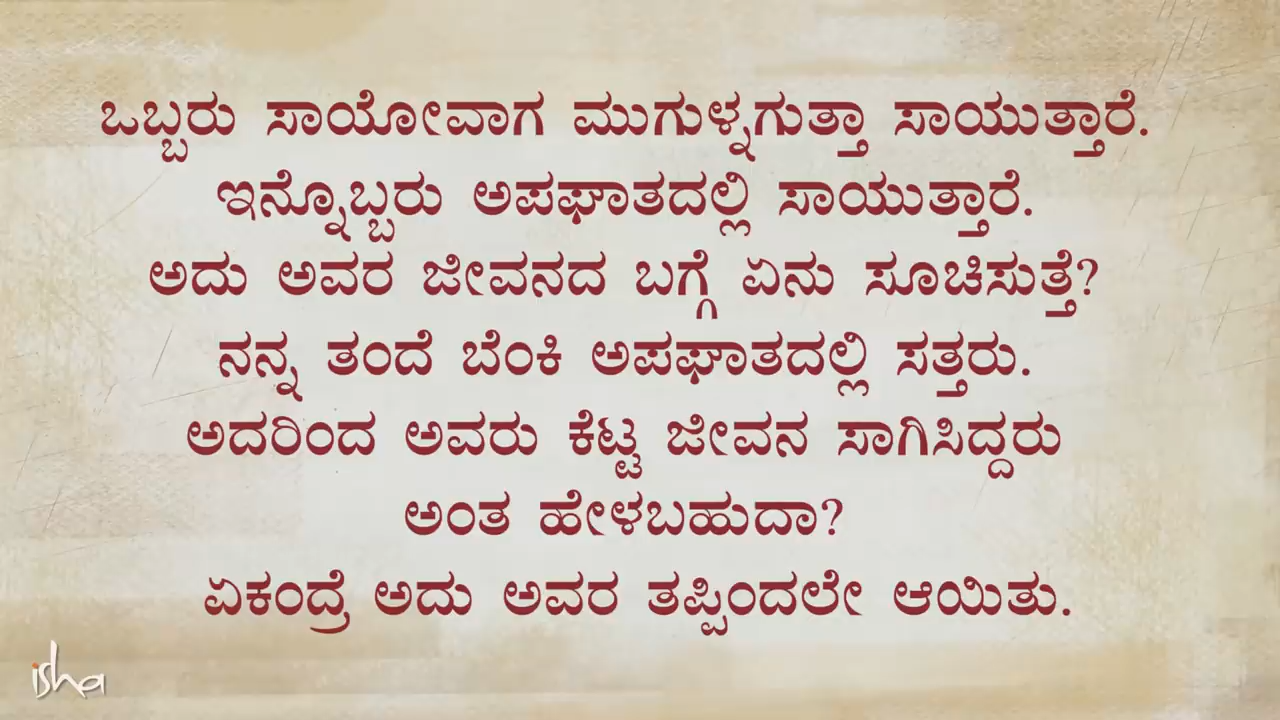 ಒಬ್ಬರು ಸಾಯೋವಾಗ ಮುಗುಳ್ನಗುತ್ತಾ ಸಾಯುತ್ತಾರೆ.
ಇನ್ನೊಬ್ಬರು ಅಪಘಾತದಲ್ಲಿ ಸಾಯುತ್ತಾರೆ.
ಅದು ಅವರ ಜೀವನದ ಬಗ್ಗೆ ಏನು ಸೂಚಿಸುತ್ತೆ?
ನನ್ನ ತಂದೆ ಬೆಂಕಿ ಅಪಘಾತದಲ್ಲಿ ಸತ್ತರು.
ಅದರಿಂದ ಅವರು ಕೆಟ್ಟ ಜೀವನ ಸಾಗಿಸಿದ್ದರು
ಅಂತ ಹೇಳಬಹುದಾ?
ಏಕಂದ್ರೆ ಅದು ಅವರ ತಪ್ಪಿಂದಲೇ ಆಯಿತು.
isha